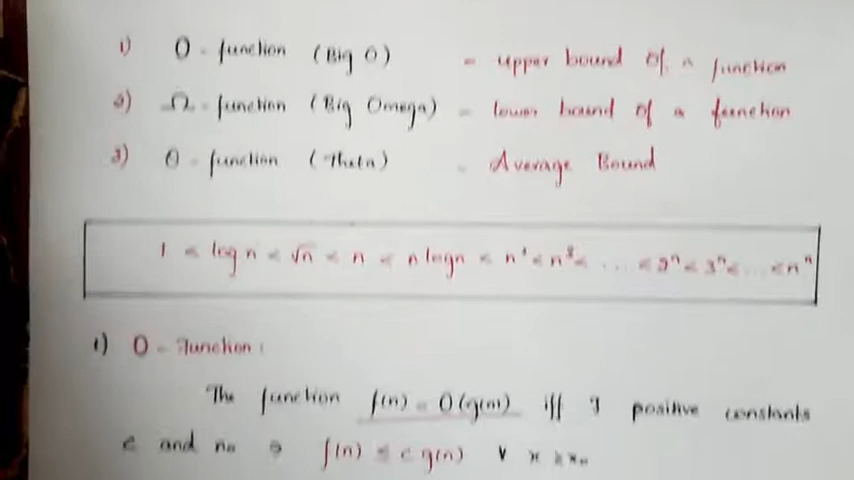 1) O - function (Big O) = upper bound of a function
2) Ω - function (Big Omega) = lower bound of a function
3) θ - function (Theta) = Average Bound
1 < log n < √n < n < n log n < n² < n³ < ... < 2ⁿ < 3ⁿ < ... < nⁿ
1) O - Function :
The function f(n) = O(g(n)) iff ∃ positive constants
c and n₀ ∋ f(n) ≤ c g(n) ∀ n ≥ n₀